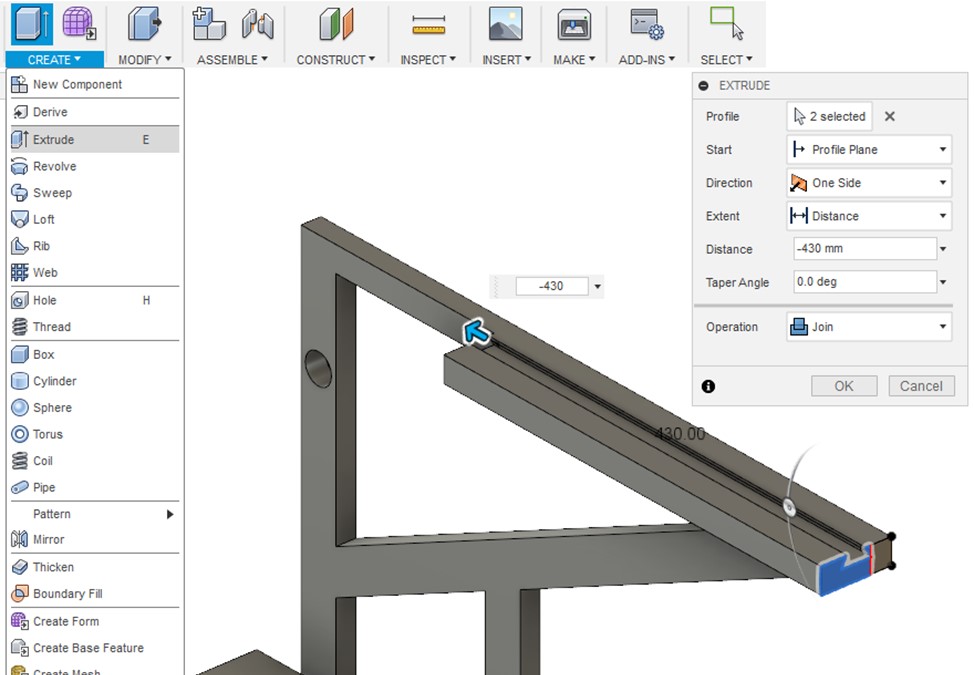 CREATE ▾ MODIFY ▾ ASSEMBLE ▾ CONSTRUCT ▾ INSPECT ▾ INSERT ▾ MAKE ▾ ADD-INS ▾ SELECT ▾
New Component
Derive
Extrude E
Revolve
Sweep
Loft
Rib
Web
Hole H
Thread
Box
Cylinder
Sphere
Torus
Coil
Pipe
Pattern
Mirror
Thicken
Boundary Fill
Create Form
Create Base Feature
Create Mesh
-430
430.00
EXTRUDE
Profile 2 selected
Start Profile Plane
Direction One Side
Extent Distance
Distance -430 mm
Taper Angle 0.0 deg
Operation Join
OK Cancel